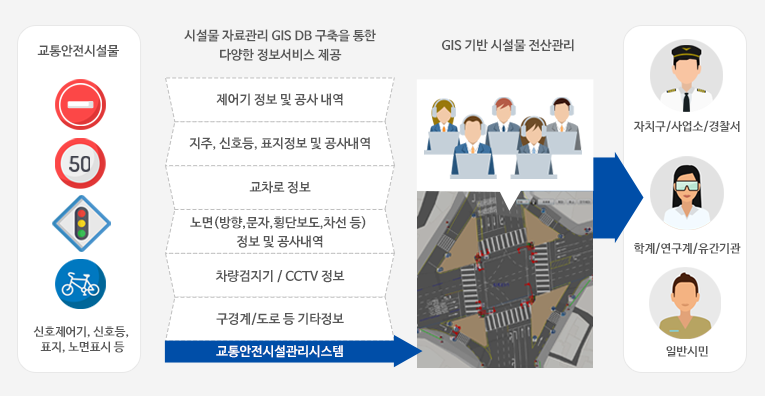 교통안전시설물
50
신호제어기, 신호등,
표지, 노면표시 등
시설물 자료관리 GIS DB 구축을 통한
다양한 정보서비스 제공
제어기 정보 및 공사 내역
지주, 신호등, 표지정보 및 공사내역
교차로 정보
노면(방향,문자,횡단보도,차선 등)
정보 및 공사내역
차량검지기 / CCTV 정보
구경계/도로 등 기타정보
교통안전시설관리시스템
GIS 기반 시설물 전산관리
자치구/사업소/경찰서
학계/연구계/유간기관
일반시민